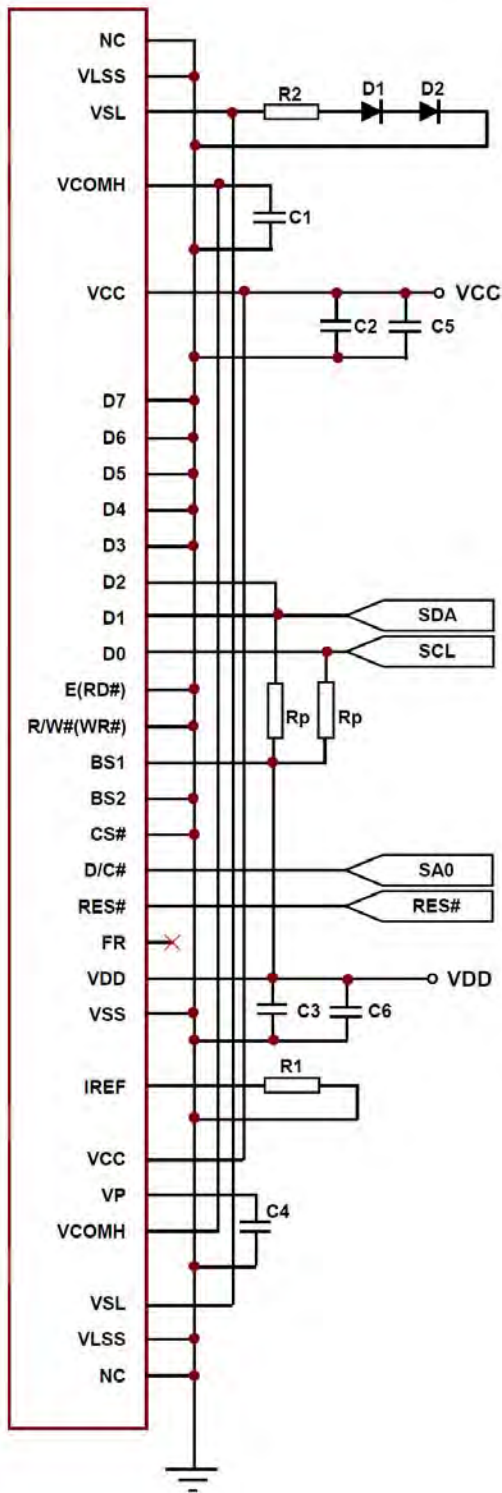 NC
VLSS
VSL
R2
D1
D2
VCOMH
C1
VCC
VCC
C2
C5
D7
D6
D5
D4
D3
D2
D1
SDA
D0
SCL
E(RD#)
R/W#(WR#)
Rp
Rp
BS1
BS2
CS#
D/C#
SA0
RES#
RES#
FR
VDD
VDD
VSS
C3
C6
R1
IREF
VCC
VP
C4
VCOMH
VSL
VLSS
NC